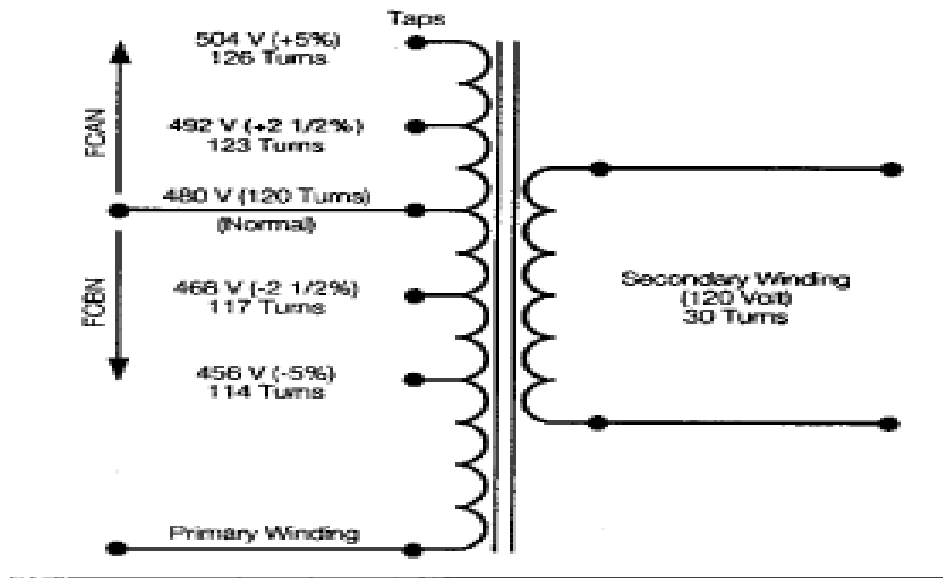 Taps
504 V (+5%)
126 Turns
FCAN
492 V (+2 1/2%)
123 Turns
480 V (120 Turns)
(Normal)
FCBN
468 V (-2 1/2%)
117 Turns
456 V (-5%)
114 Turns
Secondary Winding
(120 Volt)
30 Turns
Primary Winding